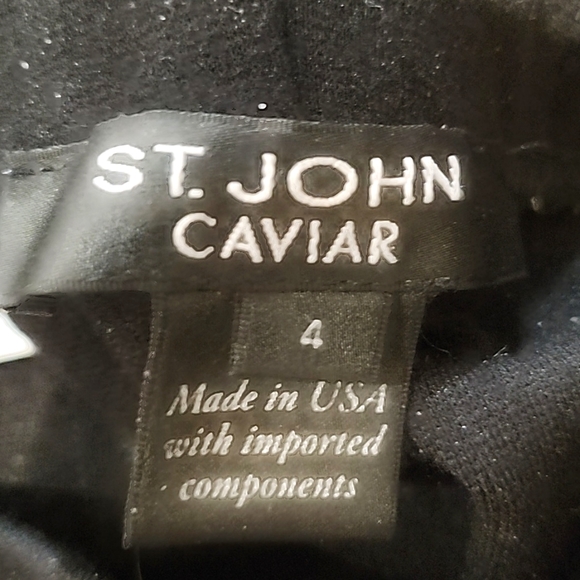 ST. JOHN
CAVIAR
4
Made in USA
with imported
components